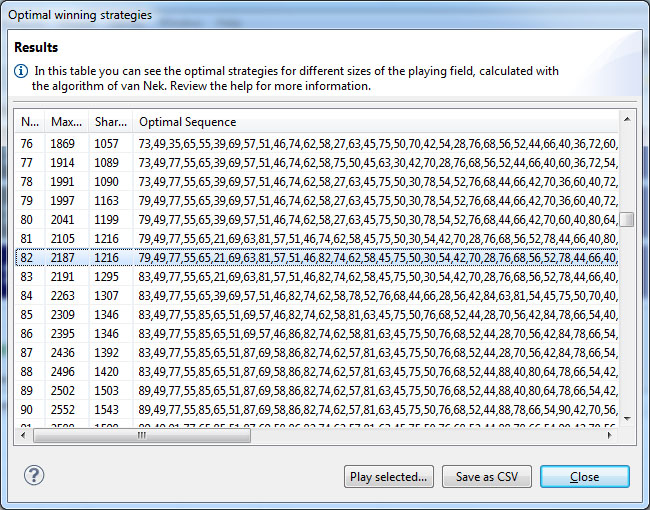 Optimal winning strategies
Results
In this table you can see the optimal strategies for different sizes of the playing field, calculated with
the algorithm of van Nek. Review the help for more information.
N... Max... Shar... Optimal Sequence
76 1869 1057 73,49,35,65,55,39,69,57,51,46,74,62,58,27,63,45,75,50,70,42,54,28,76,68,56,52,44,66,40,36,72,60,
77 1914 1089 73,49,77,55,65,39,69,57,51,46,74,62,58,75,50,45,63,30,42,70,28,76,68,56,52,44,66,40,60,36,72,54,
78 1991 1090 73,49,77,55,65,39,69,57,51,46,74,62,58,27,63,45,75,50,30,78,54,52,76,68,44,66,42,70,36,60,40,72,
79 1997 1163 79,49,77,55,65,39,69,57,51,46,74,62,58,27,63,45,75,50,30,78,54,52,76,68,44,66,42,70,36,60,40,72,
80 2041 1199 79,49,77,55,65,39,69,57,51,46,74,62,58,27,63,45,75,50,30,78,54,52,76,68,44,66,42,70,60,40,80,64,
81 2105 1216 79,49,77,55,65,21,69,63,81,57,51,46,74,62,58,45,75,50,30,54,42,70,28,76,68,56,52,78,44,66,40,80,
82 2187 1216 79,49,77,55,65,21,69,63,81,57,51,46,82,74,62,58,45,75,50,30,54,42,70,28,76,68,56,52,78,44,66,40,
83 2191 1295 83,49,77,55,65,21,69,63,81,57,51,46,82,74,62,58,45,75,50,30,54,42,70,28,76,68,56,52,78,44,66,40,
84 2263 1307 83,49,77,55,65,39,69,57,51,46,82,74,62,58,78,52,76,68,44,66,28,56,42,84,63,81,54,45,75,50,70,40,
85 2309 1346 83,49,77,55,85,65,51,69,57,46,82,74,62,58,81,63,45,75,50,76,68,52,44,28,70,56,42,84,78,66,54,40,
86 2395 1346 83,49,77,55,85,65,51,69,57,46,86,82,74,62,58,81,63,45,75,50,76,68,52,44,28,70,56,42,84,78,66,54,
87 2436 1392 83,49,77,55,85,65,51,87,69,58,86,82,74,62,57,81,63,45,75,50,76,68,52,44,28,70,56,42,84,78,66,54,
88 2496 1420 83,49,77,55,85,65,51,87,69,58,86,82,74,62,57,81,63,45,75,50,76,68,52,44,88,40,80,64,78,66,54,42,
89 2502 1503 89,49,77,55,85,65,51,87,69,58,86,82,74,62,57,81,63,45,75,50,76,68,52,44,88,40,80,64,78,66,54,42,
90 2552 1543 89,49,77,55,85,65,51,87,69,58,86,82,74,62,57,81,63,45,75,50,76,68,52,44,88,78,66,54,90,42,70,56,
Play selected... Save as CSV Close